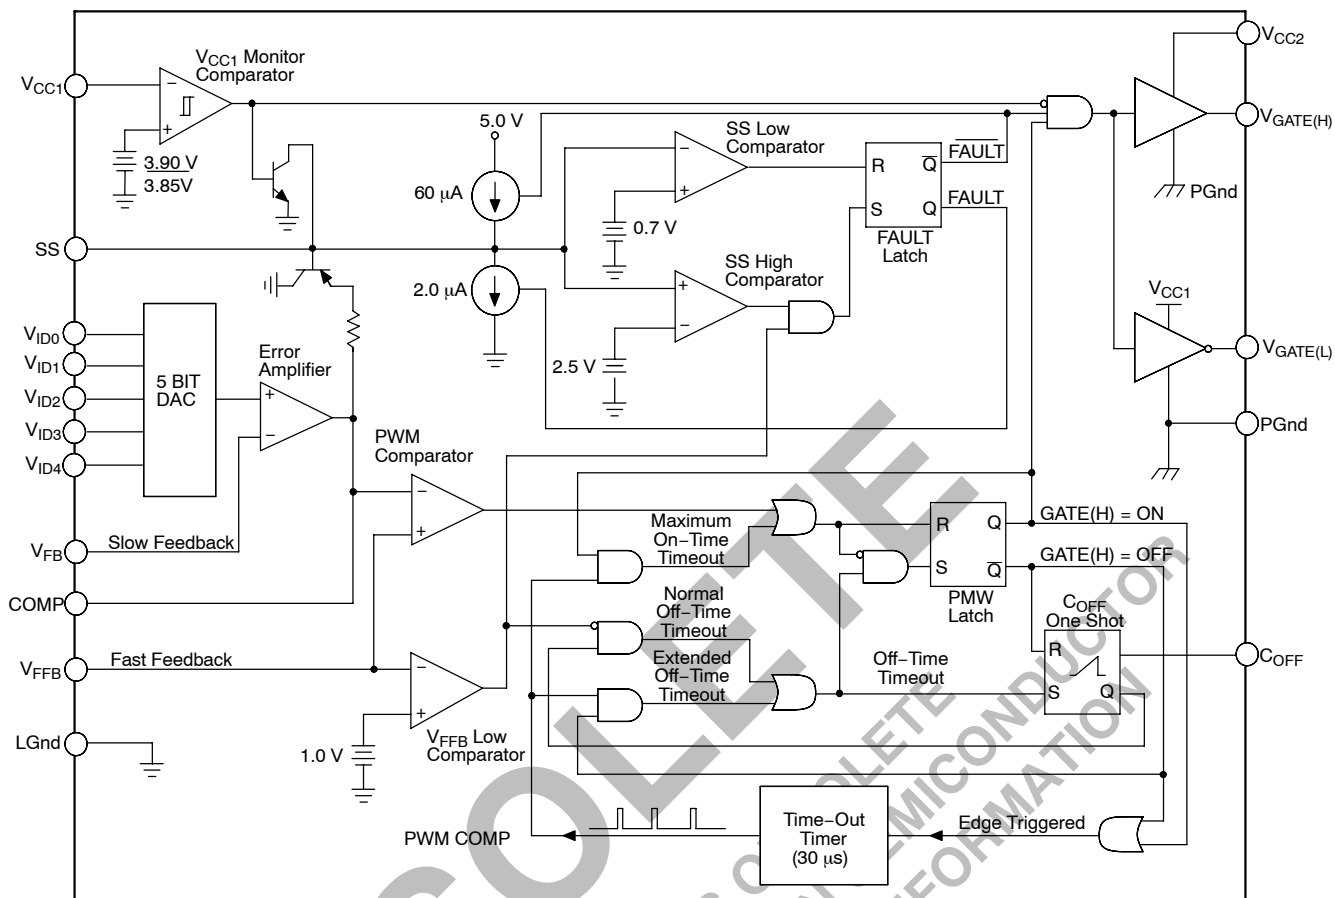 VCC1
VCC1 Monitor
Comparator
−
+
3.90 V
3.85V
5.0 V
60 μA
SS Low
Comparator
−
+
0.7 V
R
Q
FAULT
S
Q
FAULT
FAULT
Latch
VCC2
VGATE(H)
PGnd
SS
2.0 μA
SS High
Comparator
+
−
2.5 V
VCC1
VGATE(L)
PGnd
VID0
VID1
VID2
VID3
VID4
5 BIT
DAC
Error
Amplifier
+
−
PWM
Comparator
−
+
VFB
Slow Feedback
COMP
VFFB
Fast Feedback
LGnd
−
+
1.0 V
VFFB Low
Comparator
Maximum
On−Time
Timeout
Normal
Off−Time
Timeout
Extended
Off−Time
Timeout
R
Q
GATE(H) = ON
S
Q
GATE(H) = OFF
PMW
Latch
COFF
One Shot
R
S
Q
Off−Time
Timeout
COFF
PWM COMP
Time−Out
Timer
(30 μs)
Edge Triggered
OLETE
OLETE
SEMICONDUCTOR
FORMATION